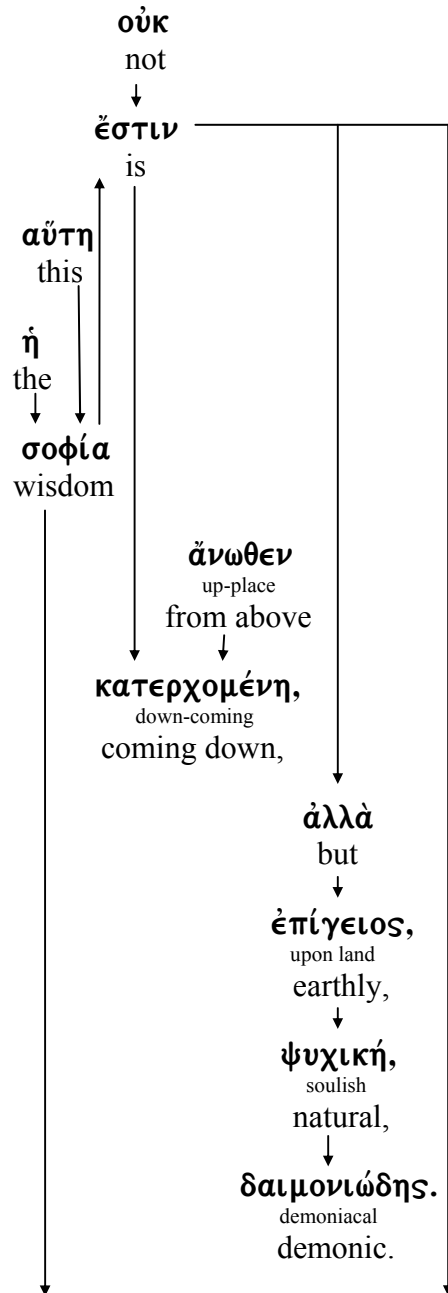 οὐκ
not
ἔστιν
is
αὕτη
this
ἡ
the
σοφία
wisdom
ἄνωθεν
up-place
from above
κατερχομένη,
down-coming
coming down,
ἀλλὰ
but
ἐπίγειος,
upon land
earthly,
ψυχική,
soulish
natural,
δαιμονιώδης.
demoniacal
demonic.